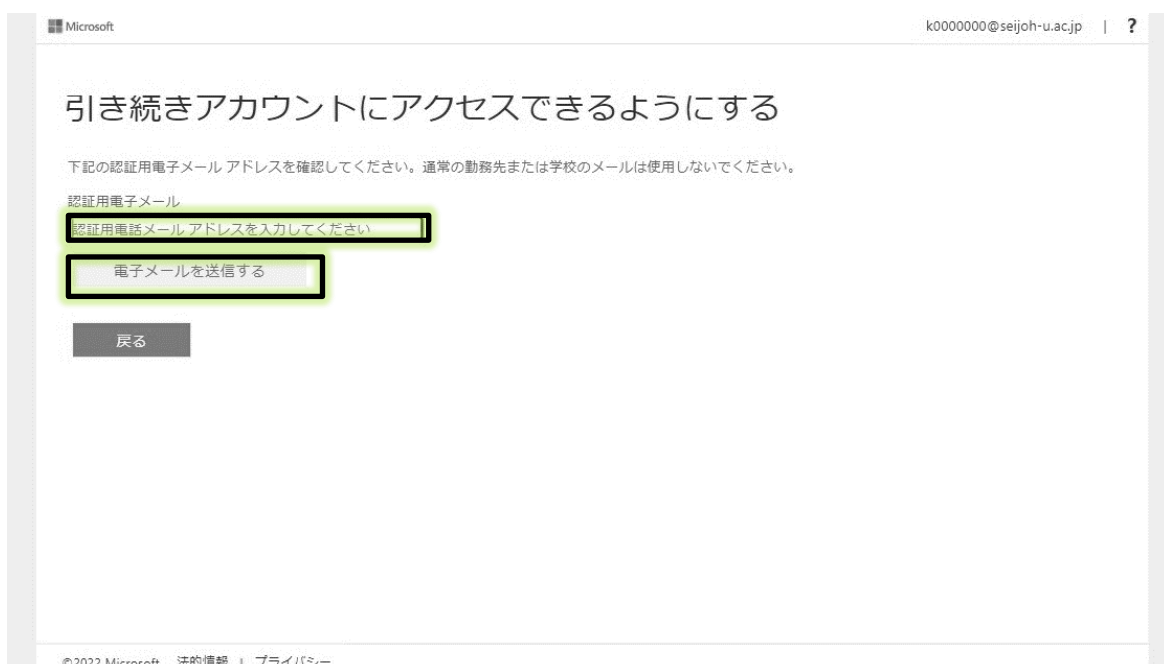 Microsoft k0000000@seijoh-u.ac.jp | ?
引き続きアカウントにアクセスできるようにする
下記の認証用電子メール アドレスを確認してください。通常の勤務先または学校のメールは使用しないでください。
認証用電子メール
認証用電話メール アドレスを入力してください
電子メールを送信する
戻る
©2022 Microsoft 法的情報 | プライバシー